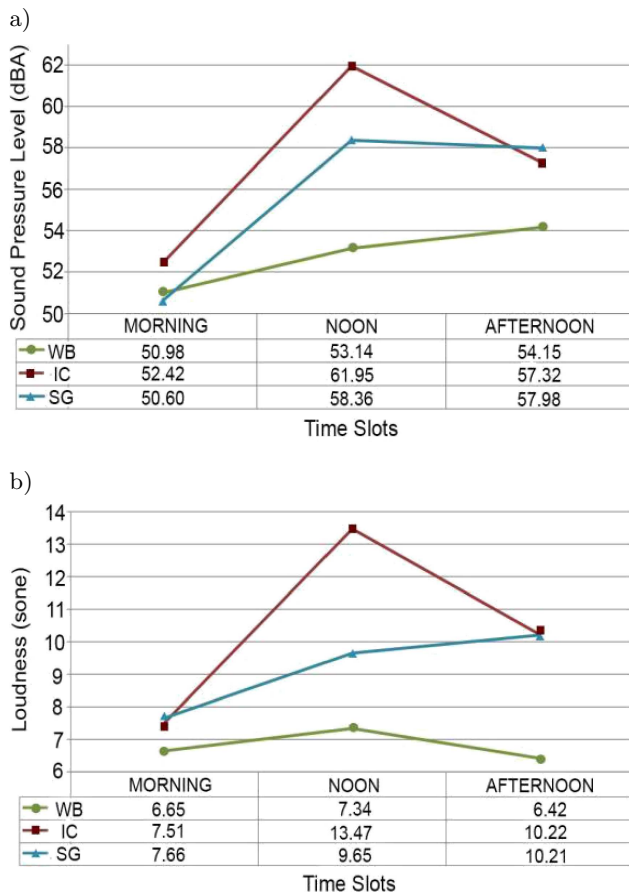 a)
Sound Pressure Level (dBA)
62
60
58
56
54
52
50
MORNING NOON AFTERNOON
WB 50.98 53.14 54.15
IC 52.42 61.95 57.32
SG 50.60 58.36 57.98
Time Slots
b)
Loudness (sone)
14
13
12
11
10
9
8
7
6
MORNING NOON AFTERNOON
WB 6.65 7.34 6.42
IC 7.51 13.47 10.22
SG 7.66 9.65 10.21
Time Slots